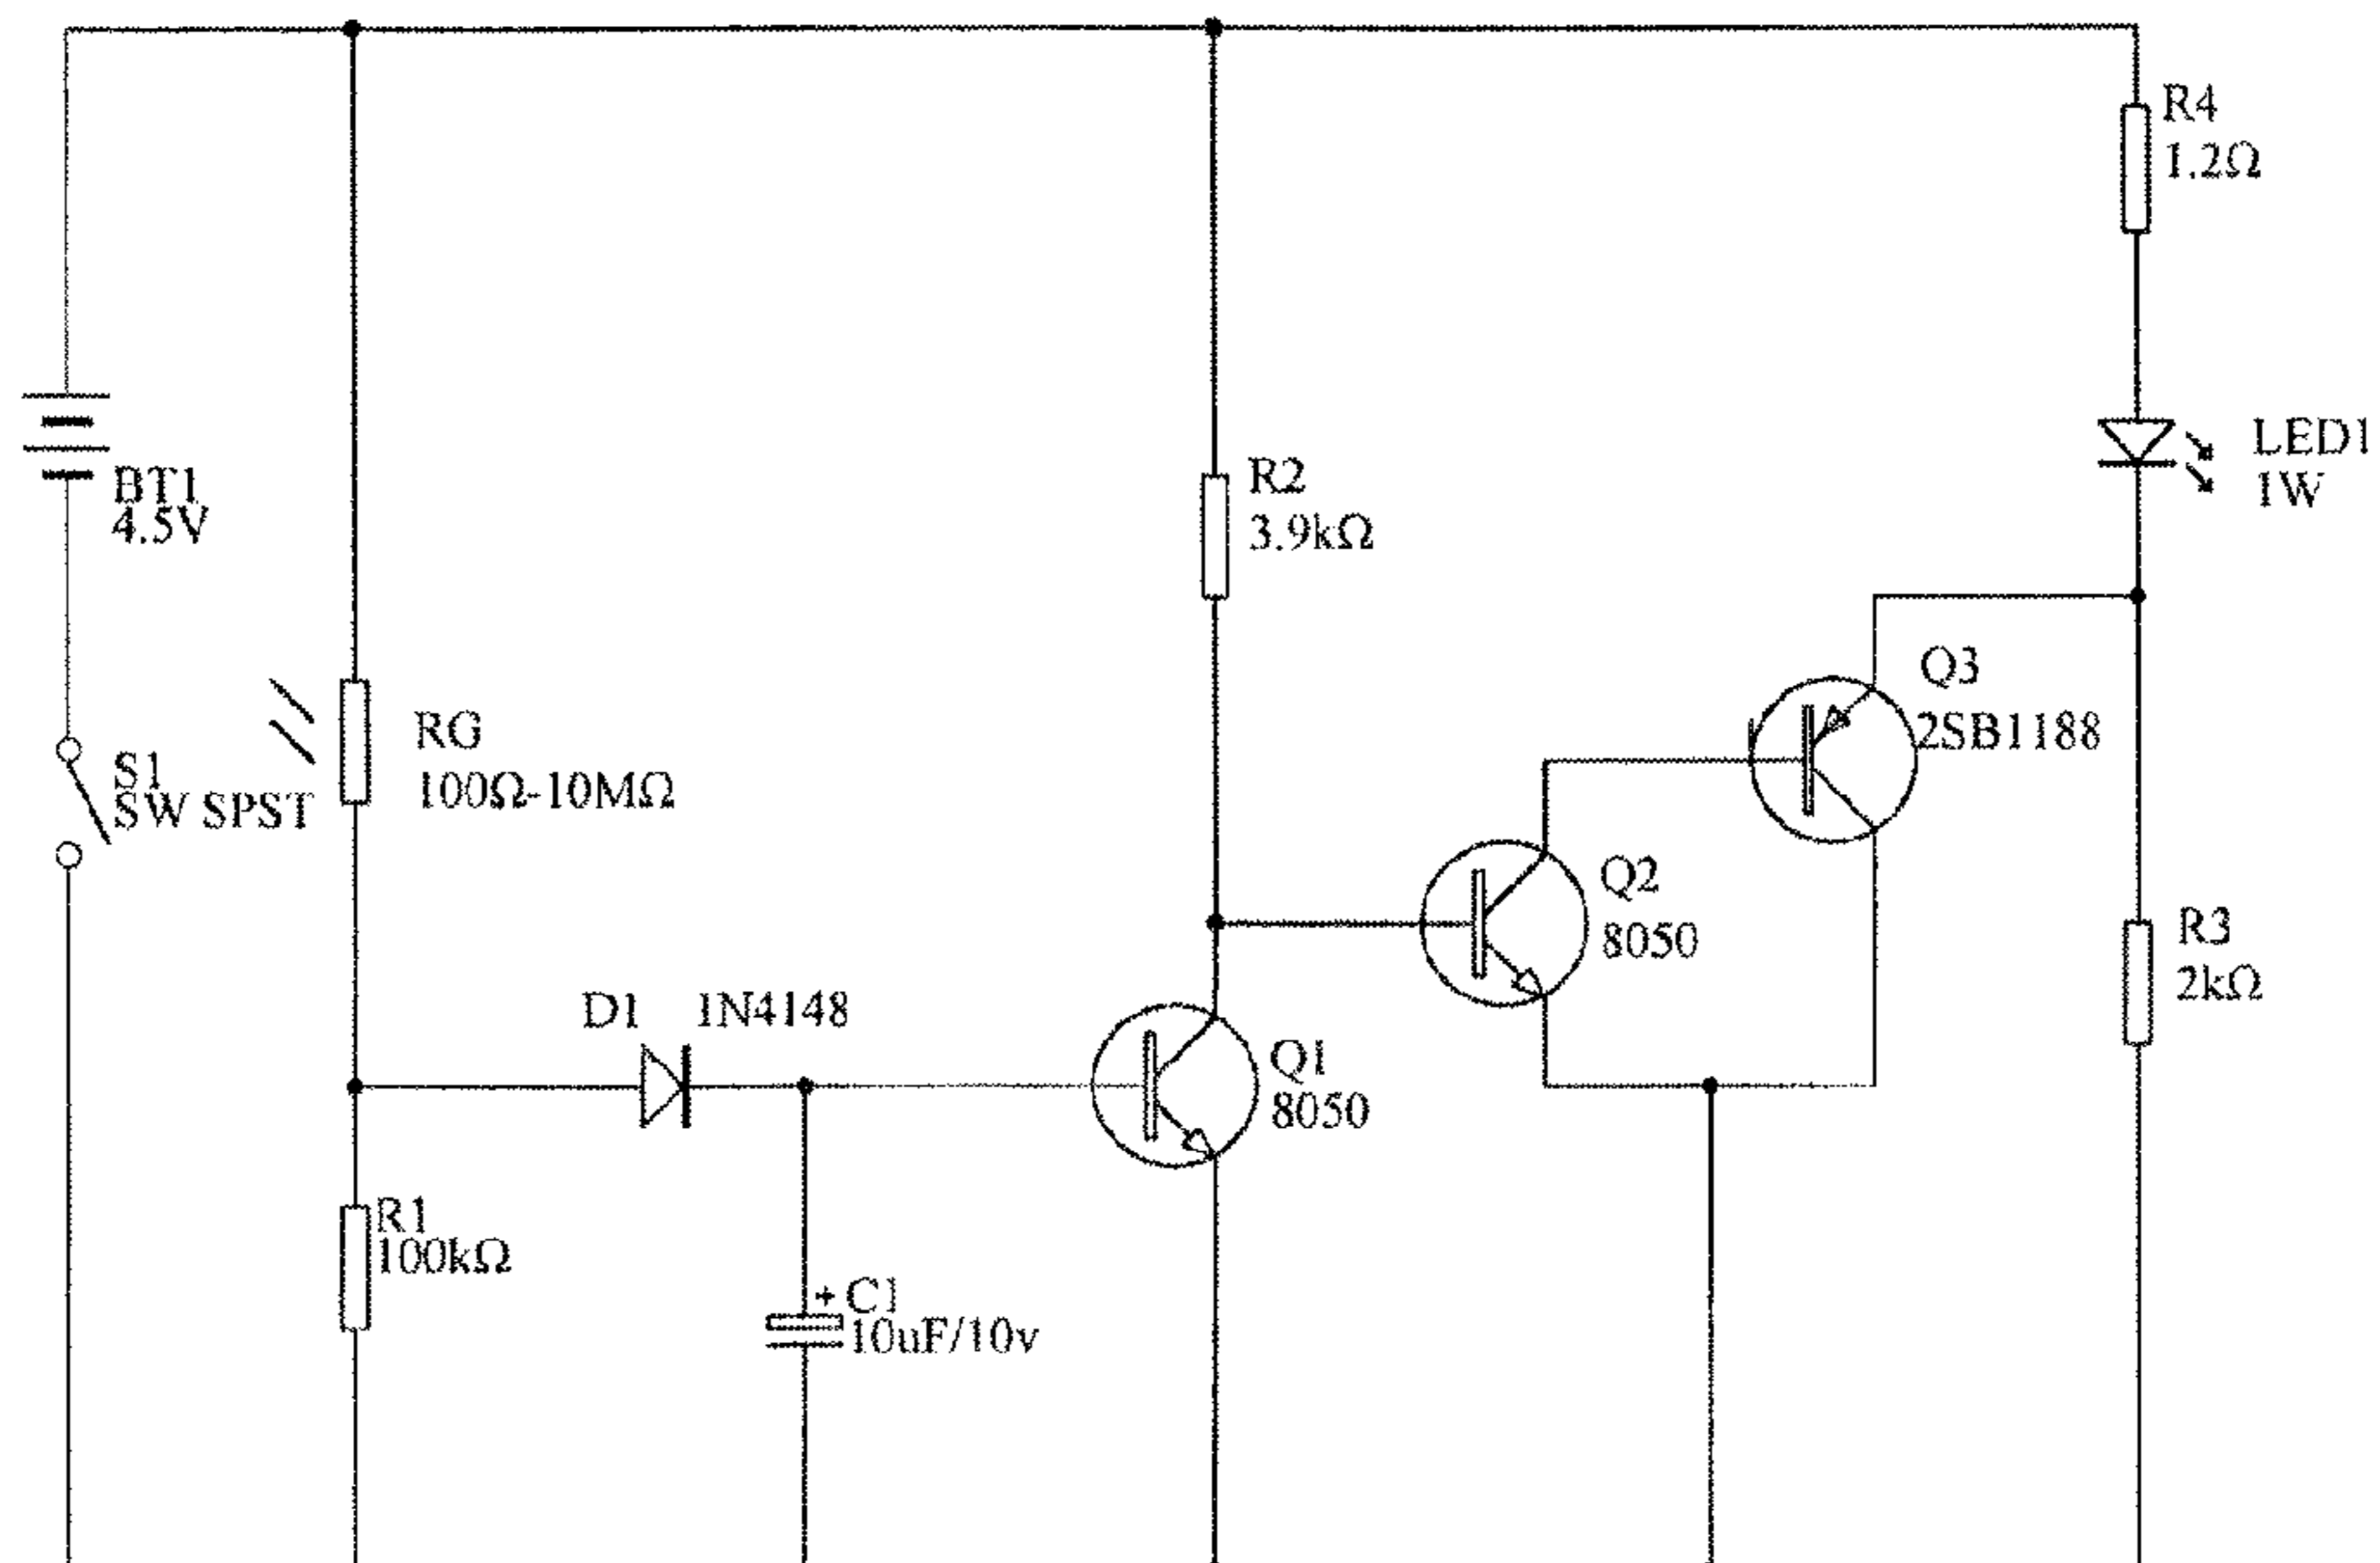 R4
1.2Ω
LED1
1W
BT1
4.5V
R2
3.9kΩ
Q3
2SB1188
RG
100Ω-10MΩ
S1
SW SPST
Q2
8050
R3
2kΩ
D1 1N4148
Q1
8050
R1
100kΩ
+ C1
10uF/10v